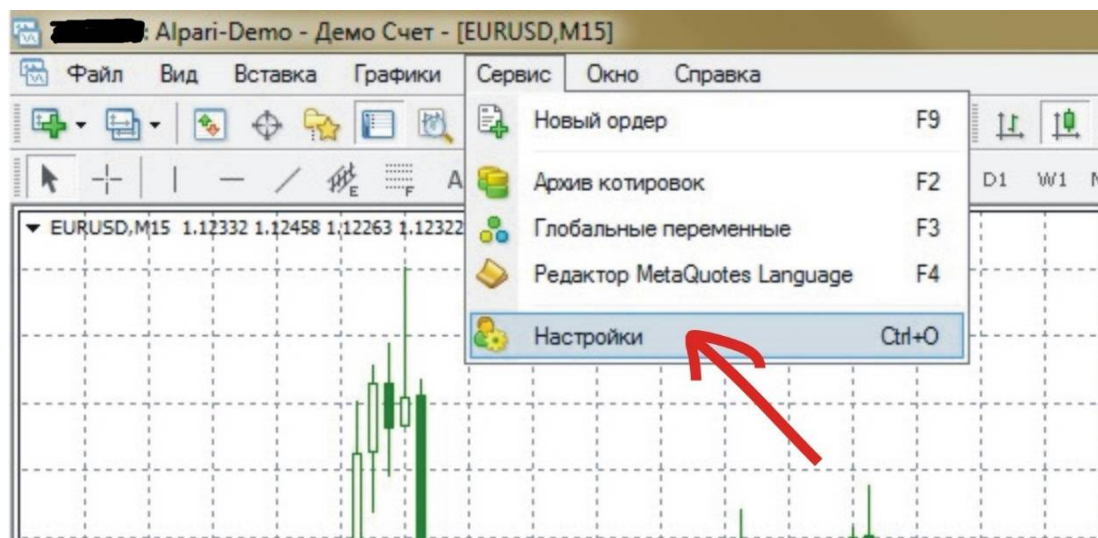 : Alpari-Demo - Демо Счет - [EURUSD,M15]
Файл Вид Вставка Графики Сервис Окно Справка
Новый ордер F9
Архив котировок F2
E F A D1 W1
EURUSD,M15 1.12332 1.12458 1.12263 1.12322
Глобальные переменные F3
Редактор MetaQuotes Language F4
Настройки Ctrl+O